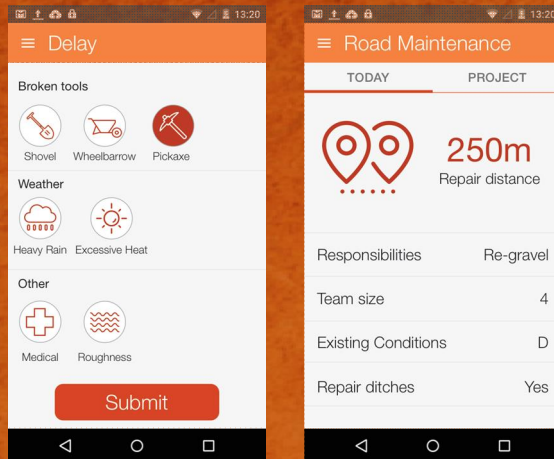 13:20
Delay
Broken tools
Shovel Wheelbarrow Pickaxe
Weather
Heavy Rain Excessive Heat
Other
Medical Roughness
Submit
13:20
Road Maintenance
TODAY PROJECT
250m
Repair distance
Responsibilities Re-gravel
Team size 4
Existing Conditions D
Repair ditches Yes